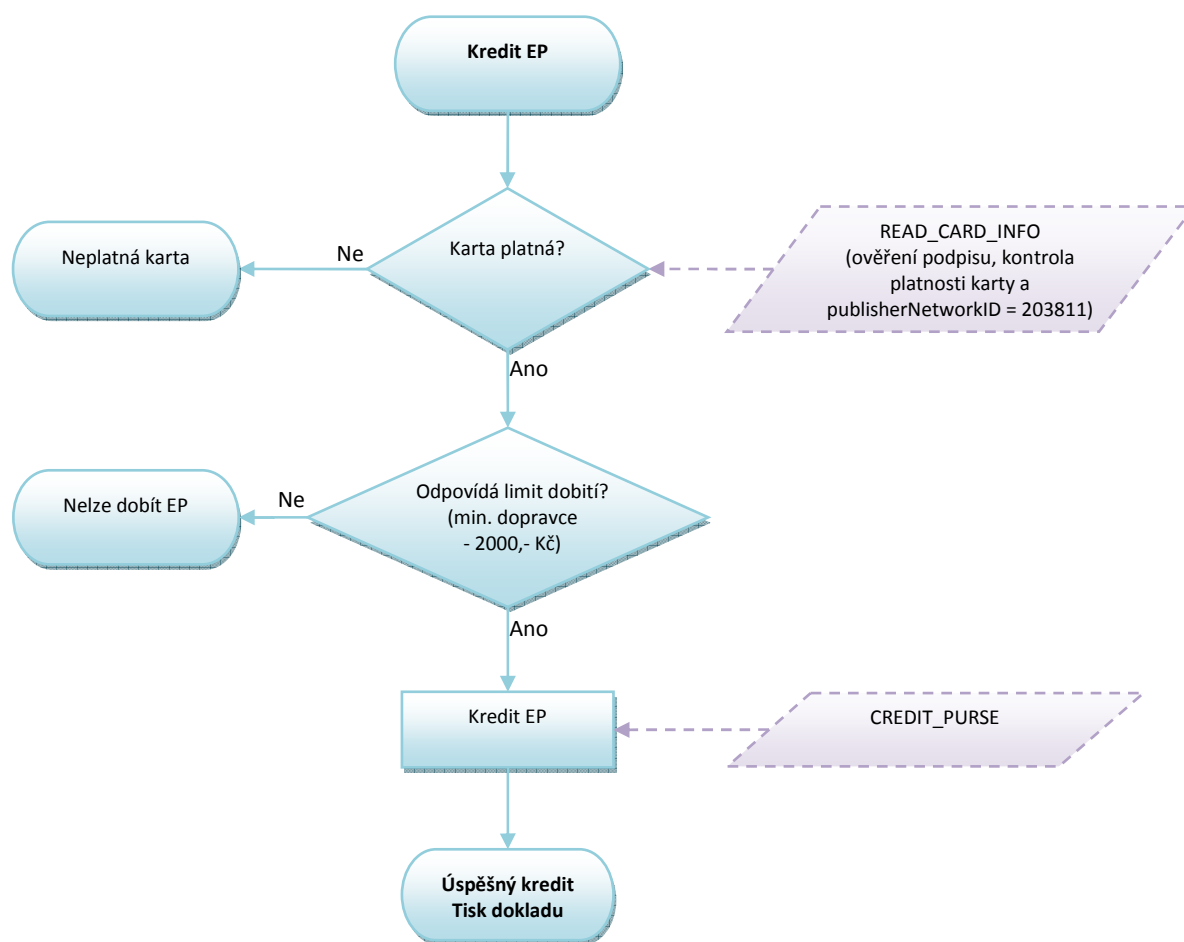 Kredit EP
Neplatná karta
Ne
Karta platná?
READ_CARD_INFO
(ověření podpisu, kontrola
platnosti karty a
publisherNetworkID = 203811)
Ano
Nelze dobít EP
Ne
Odpovídá limit dobití?
(min. dopravce
- 2000,- Kč)
Ano
Kredit EP
CREDIT_PURSE
Úspěšný kredit
Tisk dokladu